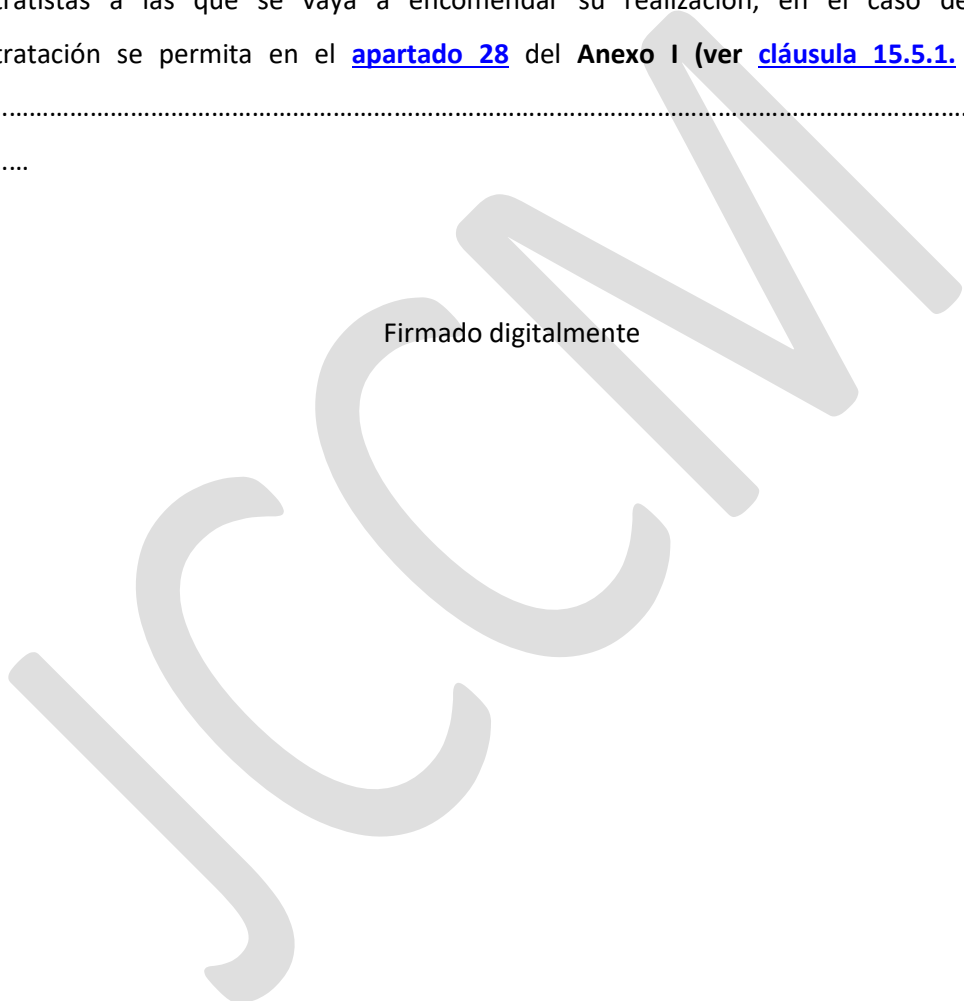 tratistas a las que se vaya a encomendar su realización, en el caso de
tratación se permita en el apartado 28 del Anexo I (ver cláusula 15.5.1.
……………………………………………………………………………………………………………
……
Firmado digitalmente
JCCM